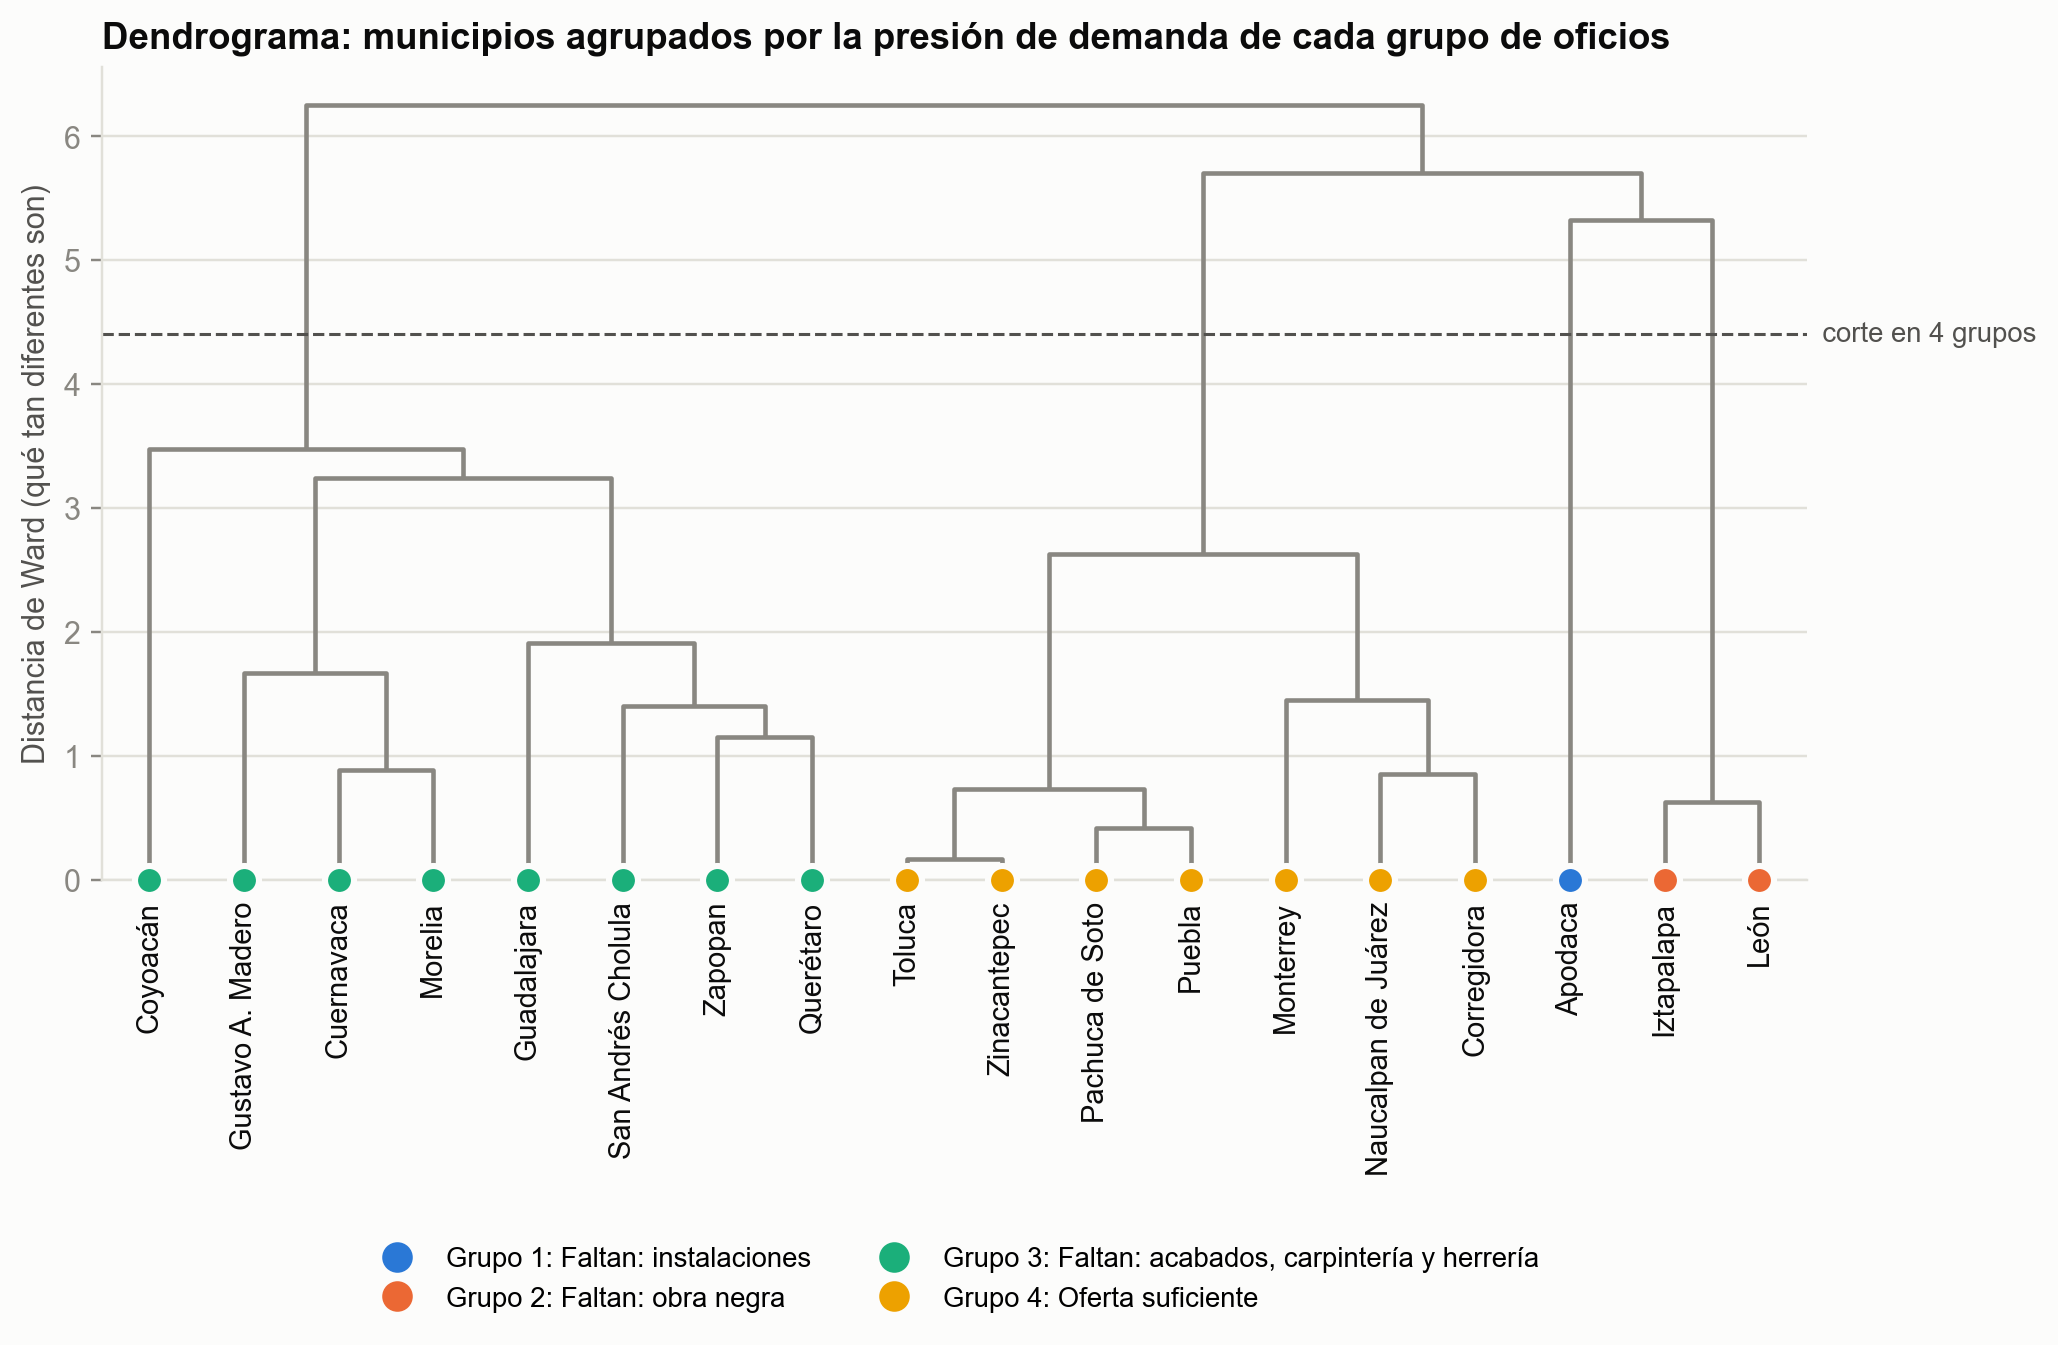 Dendrograma: municipios agrupados por la presión de demanda de cada grupo de oficios
Distancia de Ward (qué tan diferentes son)
6
5
4
3
2
1
0
corte en 4 grupos
Coyoacán
Gustavo A. Madero
Cuernavaca
Morelia
Guadalajara
San Andrés Cholula
Zapopan
Querétaro
Toluca
Zinacantepec
Pachuca de Soto
Puebla
Monterrey
Naucalpan de Juárez
Corregidora
Apodaca
Iztapalapa
León
Grupo 1: Faltan: instalaciones
Grupo 2: Faltan: obra negra
Grupo 3: Faltan: acabados, carpintería y herrería
Grupo 4: Oferta suficiente